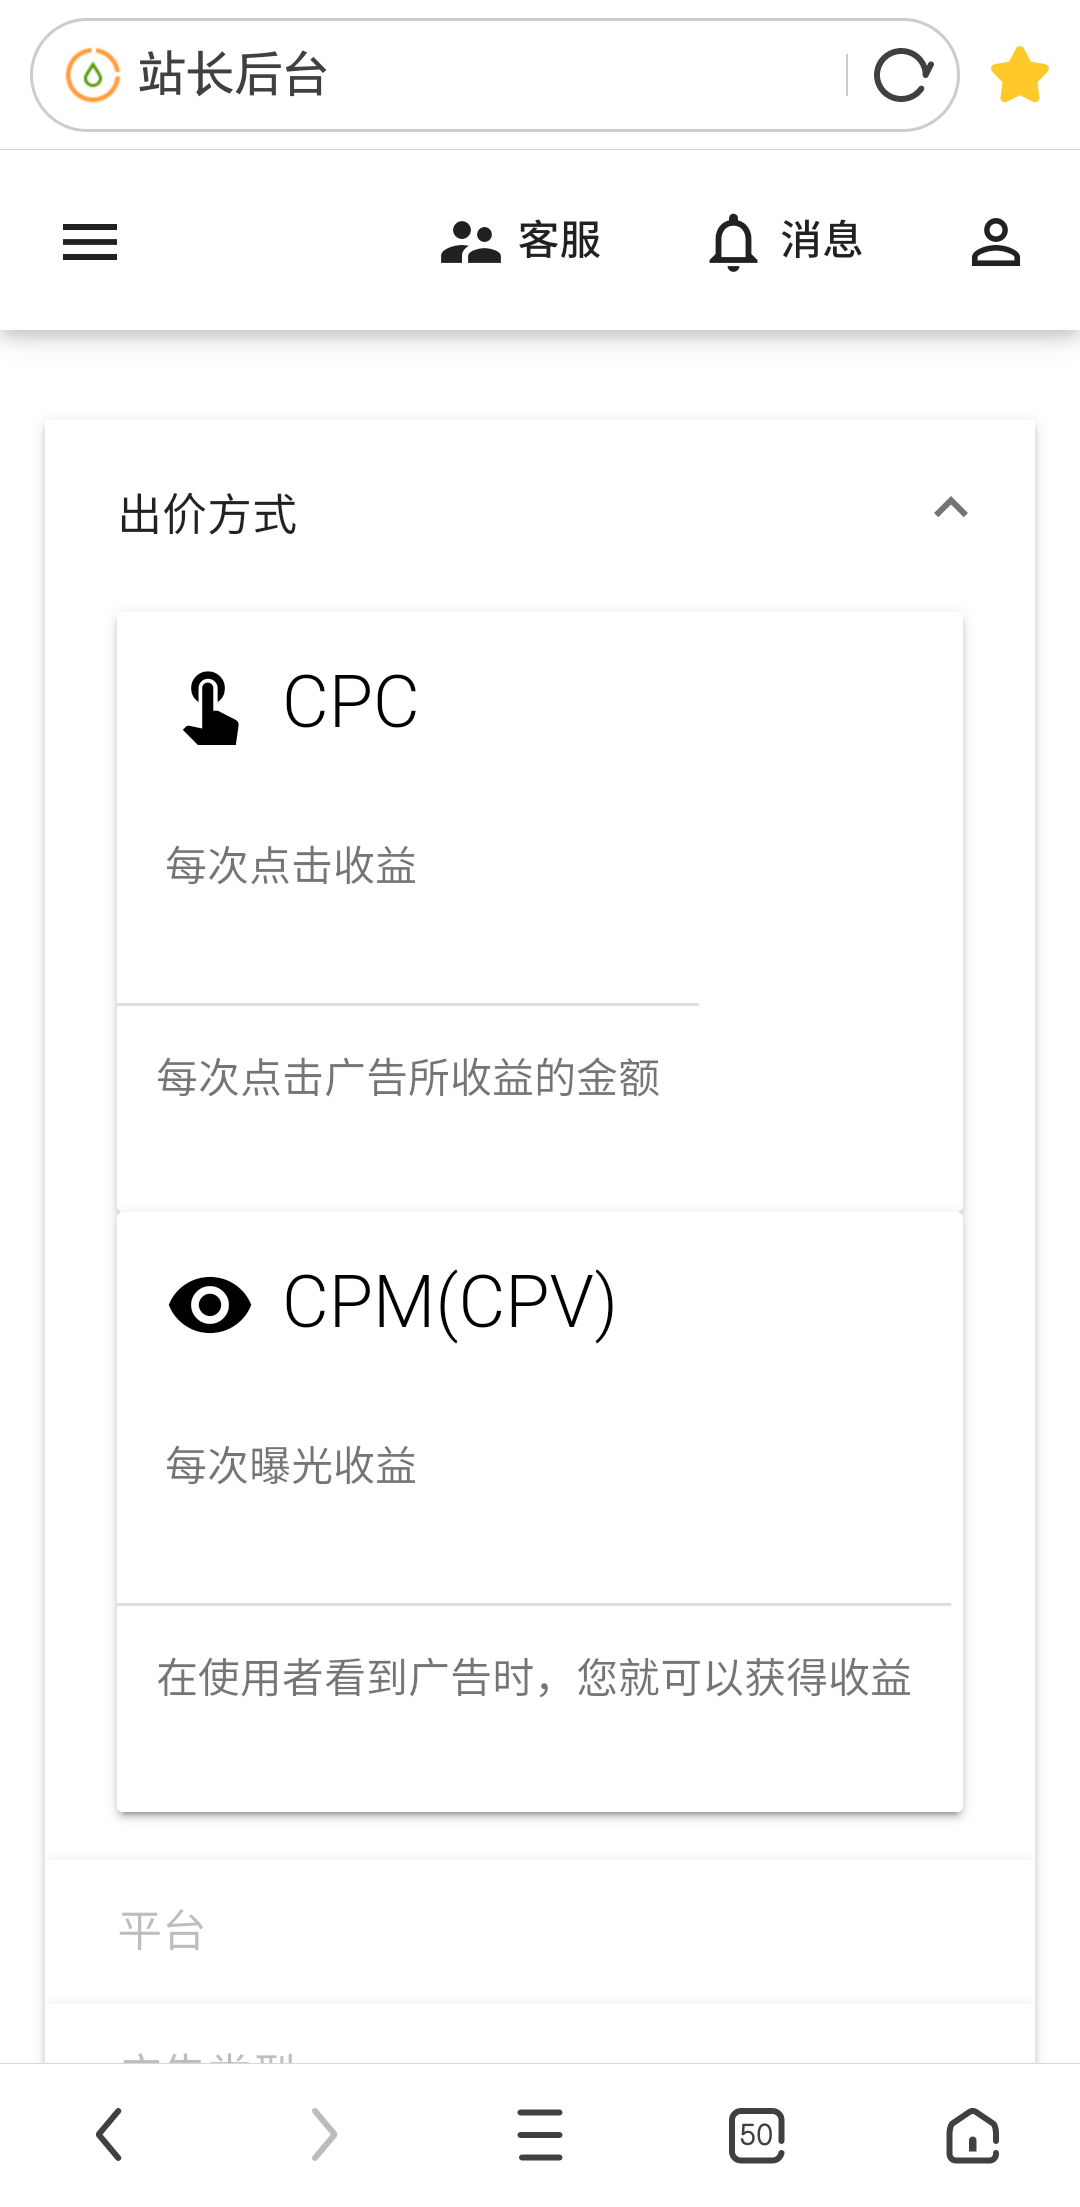 站长后台
客服 消息
出价方式
CPC
每次点击收益
每次点击广告所收益的金额
CPM(CPV)
每次曝光收益
在使用者看到广告时，您就可以获得收益
平台
50